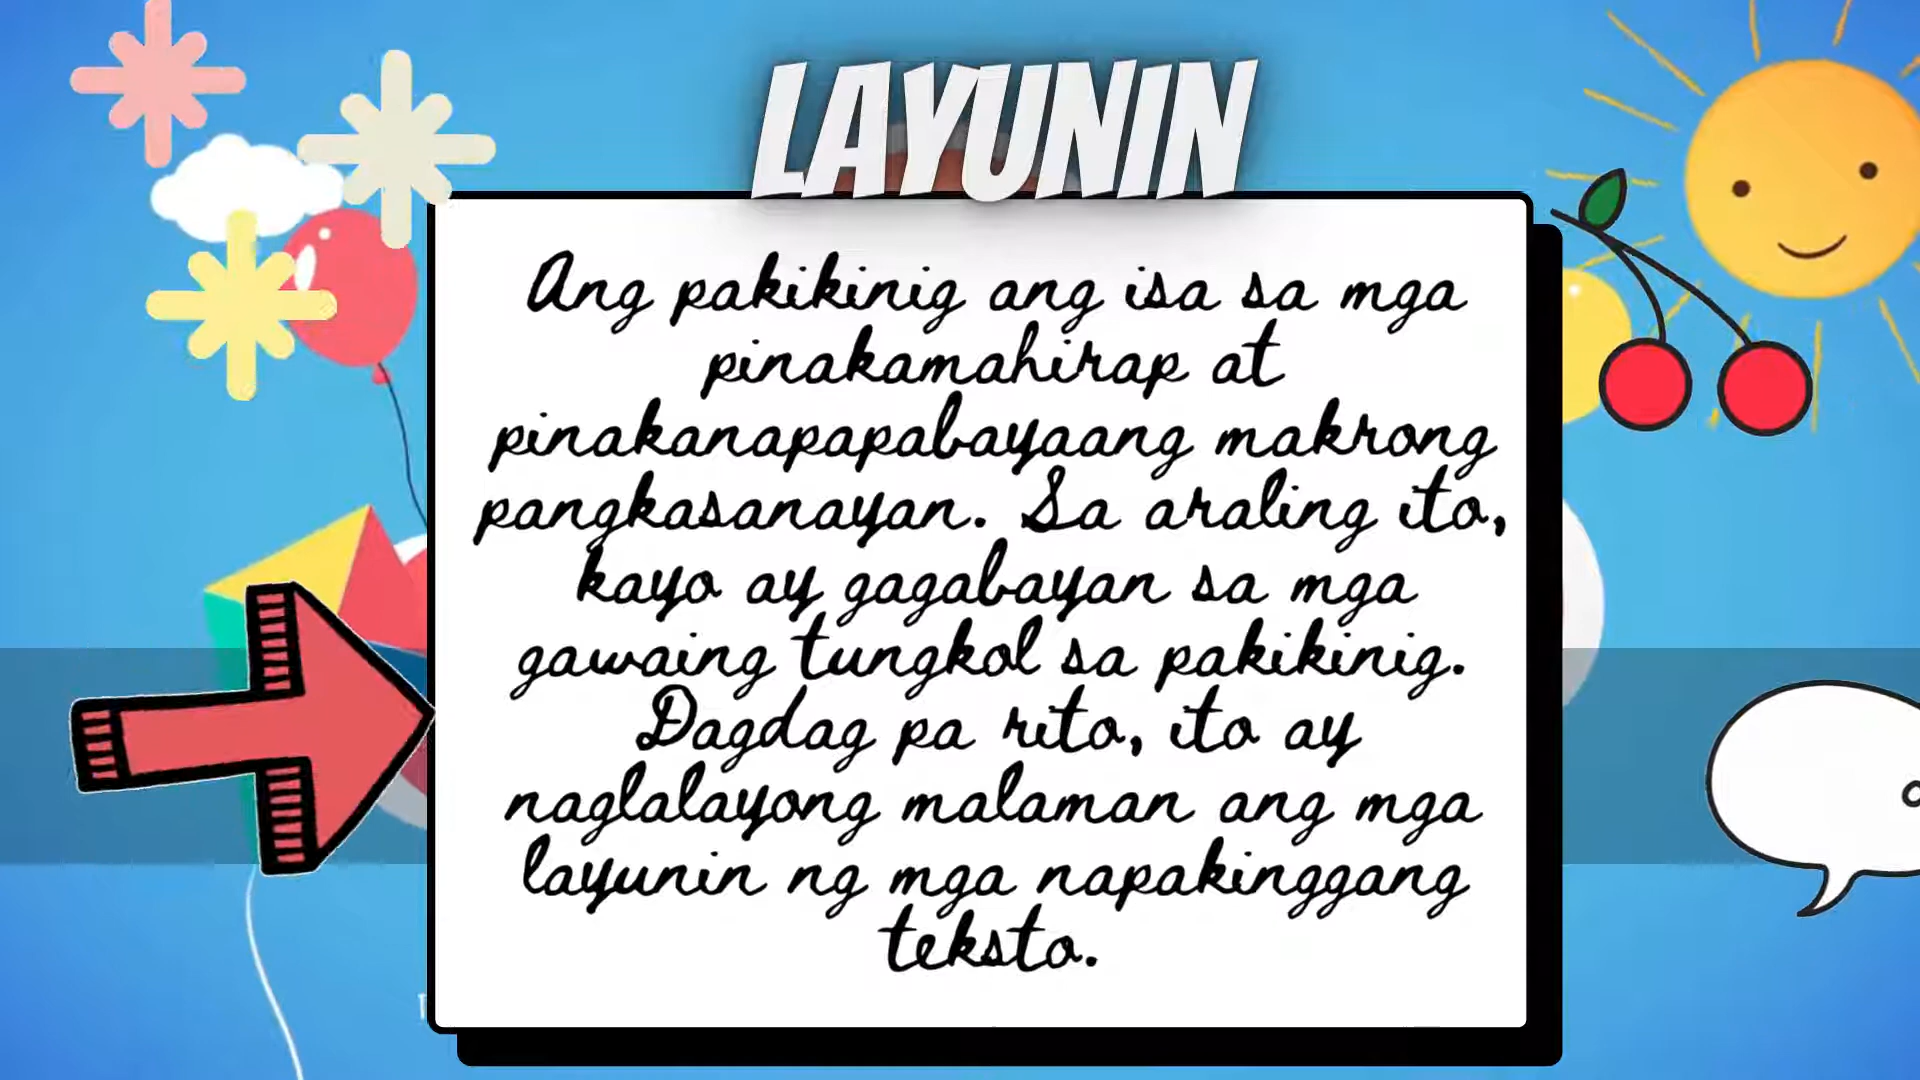 LAYUNIN
Ang pakikinig ang isa sa mga
pinakamahirap at
pinakanapapabayaang makrong
pangkasanayan. Sa araling ito,
kayo ay gagabayan sa mga
gawaing tungkol sa pakikinig.
Dagdag pa rito, ito ay
naglalayong malaman ang mga
layunin ng mga napakinggang
teksto.